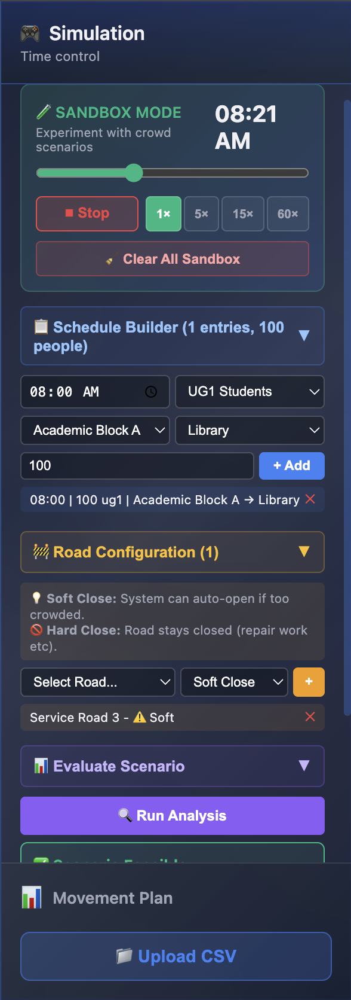 Simulation
Time control
SANDBOX MODE
Experiment with crowd
scenarios
08:21
AM
Stop
1×
5×
15×
60×
Clear All Sandbox
Schedule Builder (1 entries, 100
people)
08:00 AM
UG1 Students
Academic Block A
Library
100
+ Add
08:00 | 100 ug1 | Academic Block A → Library
Road Configuration (1)
Soft Close: System can auto-open if too
crowded.
Hard Close: Road stays closed (repair work
etc).
Select Road...
Soft Close
+
Service Road 3 - ⚠️ Soft
Evaluate Scenario
Run Analysis
Movement Plan
Upload CSV